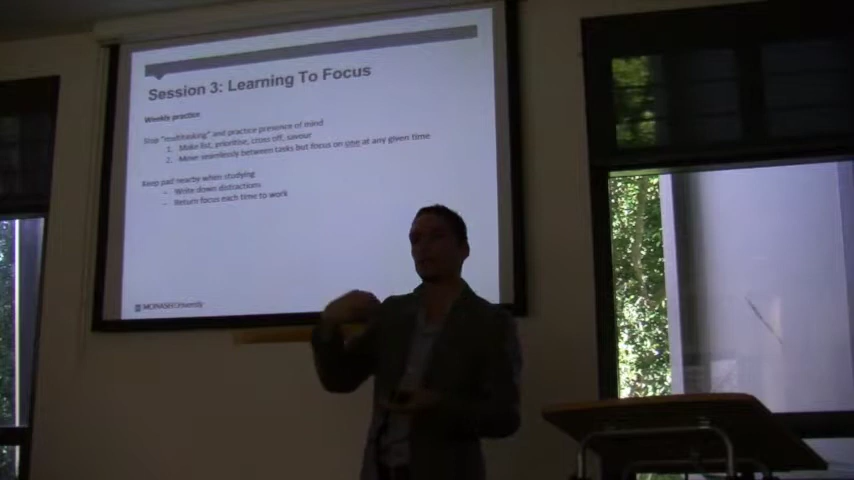 Session 3: Learning To Focus
Weekly practice
Stop "multitasking" and practice presence of mind
1. Make list, prioritise, cross off, savour
2. Move seamlessly between tasks but focus on one at any given time
Keep pad nearby when studying
- Write down distractions
- Return focus each time to work
MONASH University